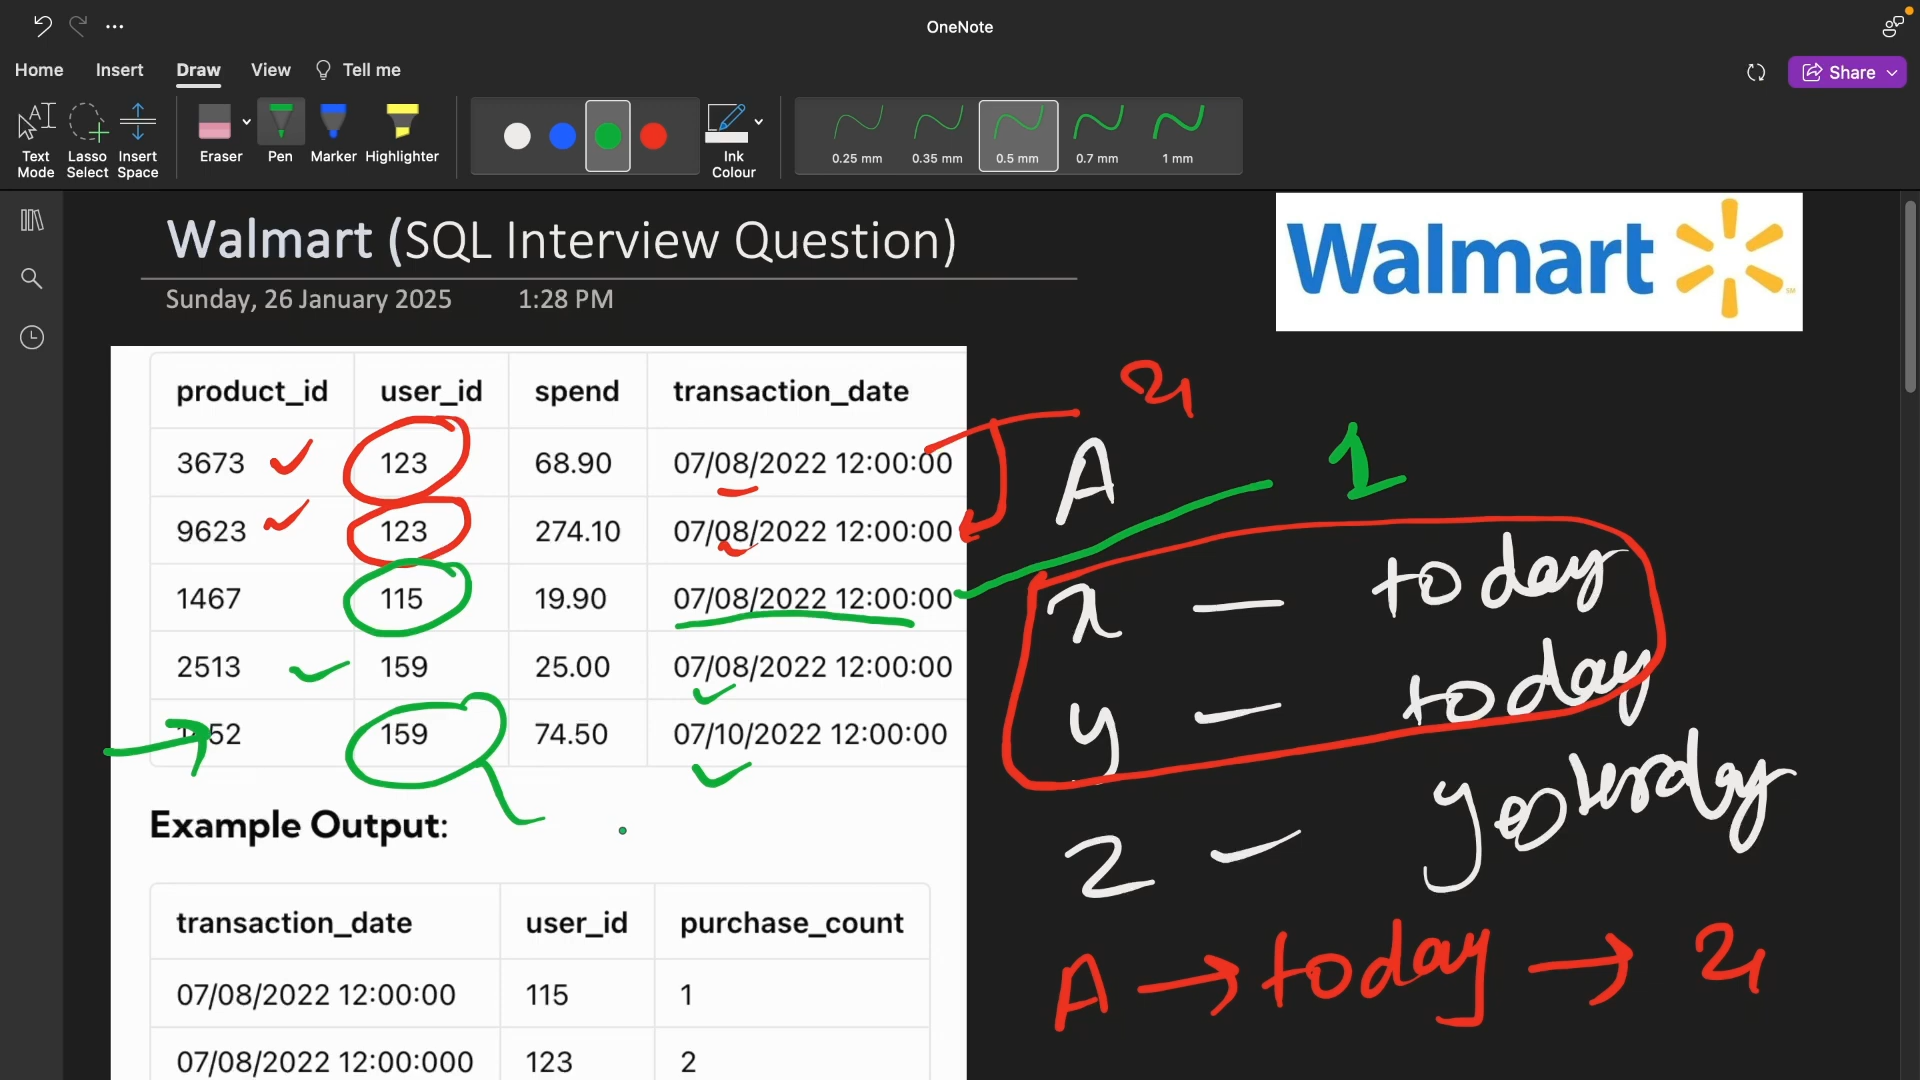 OneNote
Home Insert Draw View Tell me
Share
Text Mode
Lasso Select
Insert Space
Eraser
Pen
Marker
Highlighter
Ink Colour
0.25 mm
0.35 mm
0.5 mm
0.7 mm
1 mm
Walmart (SQL Interview Question)
Sunday, 26 January 2025 1:28 PM
Walmart
product_id user_id spend transaction_date
3673 123 68.90 07/08/2022 12:00:00
9623 123 274.10 07/08/2022 12:00:00
1467 115 19.90 07/08/2022 12:00:00
2513 159 25.00 07/08/2022 12:00:00
52 159 74.50 07/10/2022 12:00:00
Example Output:
transaction_date user_id purchase_count
07/08/2022 12:00:00 115 1
07/08/2022 12:00:000 123 2
2
A
1
x — today
y — today
z — yesterday
A → today → 2